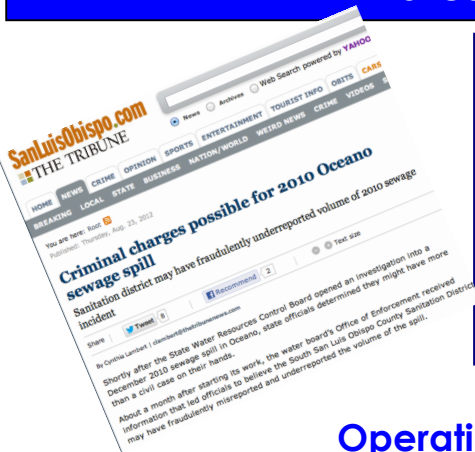 SanLuisObispo.com
THE TRIBUNE
News Archives Web Search powered by YAHOO
HOME NEWS CRIME OPINION SPORTS ENTERTAINMENT TOURIST INFO OBITS CARS
BREAKING LOCAL STATE BUSINESS NATION/WORLD WEIRD NEWS CRIME VIDEOS
You are here: Root
Published: Thursday, Aug. 23, 2012
Criminal charges possible for 2010 Oceano
sewage spill
Sanitation district may have fraudulently underreported volume of 2010 sewage
incident
Share Tweet 8 Recommend 2 Text size
By Cynthia Lambert | clambert@thetribunenews.com
Shortly after the State Water Resources Control Board opened an investigation into a
December 2010 sewage spill in Oceano, state officials determined they might have more
than a civil case on their hands.
About a month after starting its work, the water board's Office of Enforcement received
information that led officials to believe the South San Luis Obispo County Sanitation District
may have fraudulently misreported and underreported the volume of the spill.
Operati